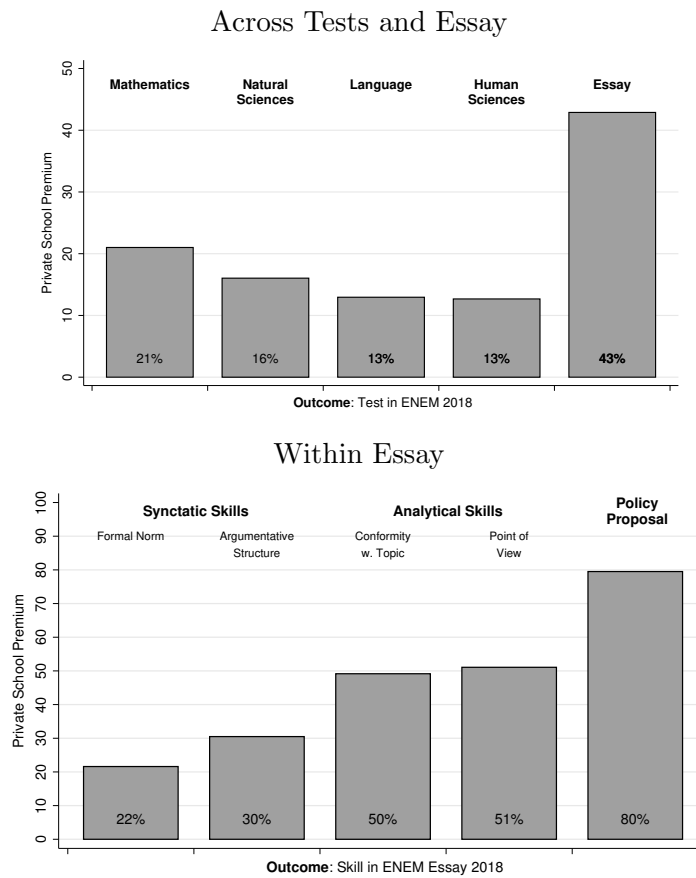 Across Tests and Essay
50
40
30
20
10
0
Private School Premium
Mathematics
Natural
Sciences
Language
Human
Sciences
Essay
21%
16%
13%
13%
43%
Outcome: Test in ENEM 2018
Within Essay
100
90
80
70
60
50
40
30
20
10
0
Private School Premium
Synctatic Skills
Analytical Skills
Policy
Proposal
Formal Norm
Argumentative
Structure
Conformity
w. Topic
Point of
View
22%
30%
50%
51%
80%
Outcome: Skill in ENEM Essay 2018